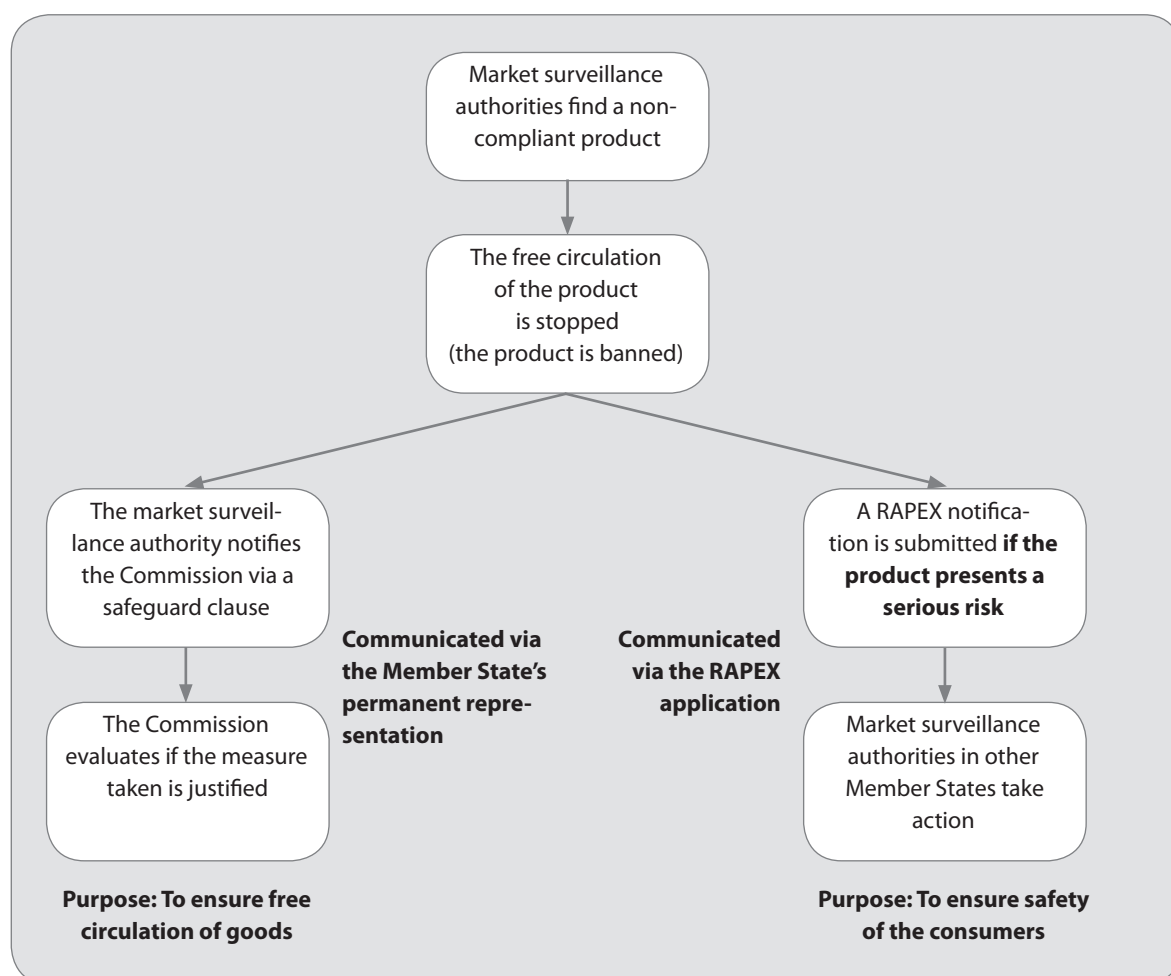 Market surveillance
authorities find a non-
compliant product
The free circulation
of the product
is stopped
(the product is banned)
The market surveil-
lance authority notifies
the Commission via a
safeguard clause
Communicated via
the Member State’s
permanent repre-
sentation
The Commission
evaluates if the measure
taken is justified
Purpose: To ensure free
circulation of goods
A RAPEX notifica-
tion is submitted if the
product presents a
serious risk
Communicated
via the RAPEX
application
Market surveillance
authorities in other
Member States take
action
Purpose: To ensure safety
of the consumers